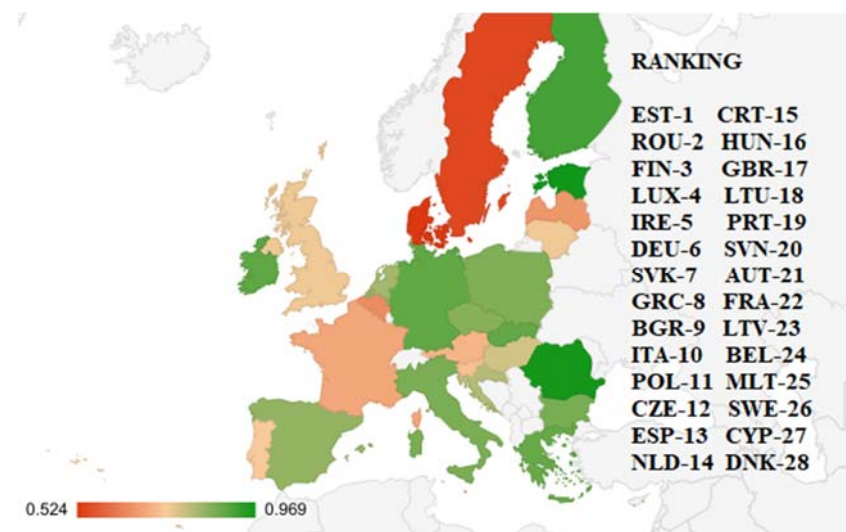 RANKING
EST-1 CRT-15
ROU-2 HUN-16
FIN-3 GBR-17
LUX-4 LTU-18
IRE-5 PRT-19
DEU-6 SVN-20
SVK-7 AUT-21
GRC-8 FRA-22
BGR-9 LTV-23
ITA-10 BEL-24
POL-11 MLT-25
CZE-12 SWE-26
ESP-13 CYP-27
NLD-14 DNK-28
0.524 0.969